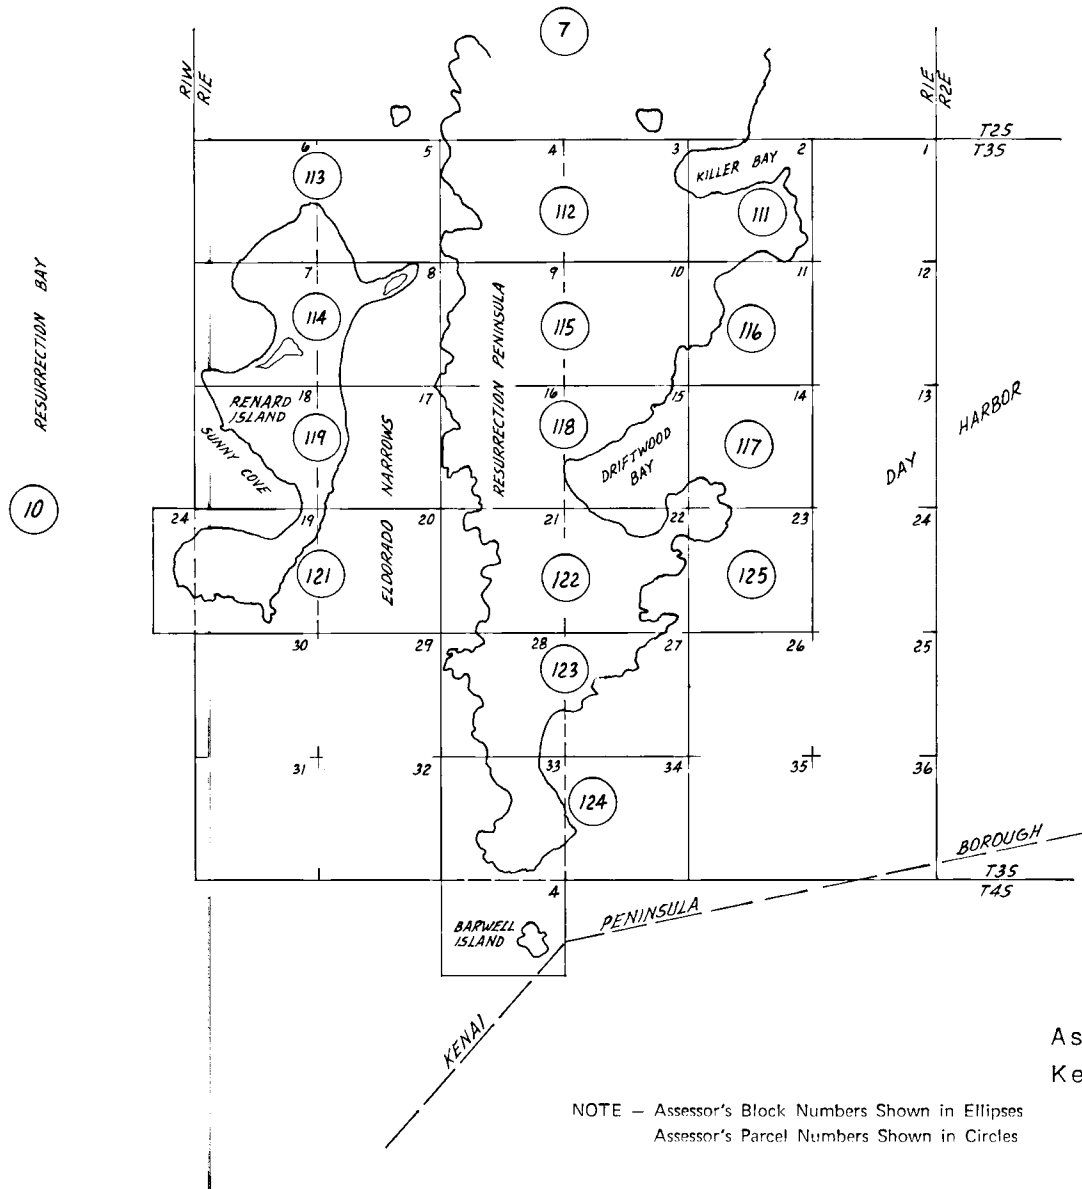 7
R1W
R1E
R1E
R2E
T2S
T3S
6
5
4
3
2
1
KILLER BAY
113
112
111
RESURRECTION BAY
7
8
9
10
11
12
114
RESURRECTION PENINSULA
115
116
18
17
16
15
14
13
RENARD
ISLAND
119
118
117
SUNNY COVE
ELDORADO NARROWS
DRIFTWOOD
BAY
DAY HARBOR
10
24
19
20
21
22
23
24
121
122
125
30
29
28
27
26
25
123
31
32
33
34
35
36
124
KENAI PENINSULA BOROUGH
T3S
T4S
4
BARWELL
ISLAND
As
Ke
NOTE – Assessor's Block Numbers Shown in Ellipses
Assessor's Parcel Numbers Shown in Circles